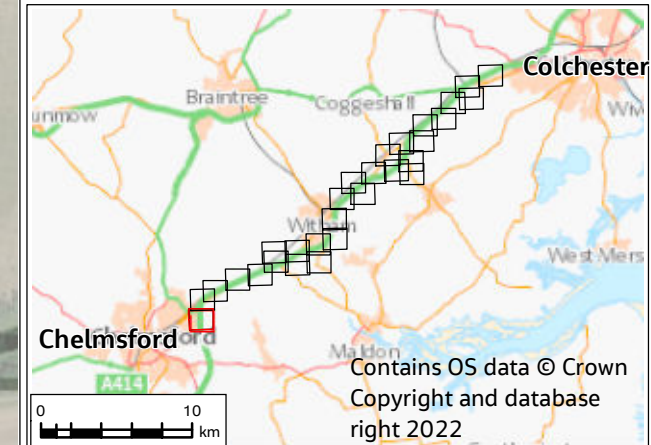 Colchester
Braintree
Coggeshall
unmow
Witham
West Mers
Chelmsford
Maldon
A414
Contains OS data © Crown
Copyright and database
right 2022
0 10
km